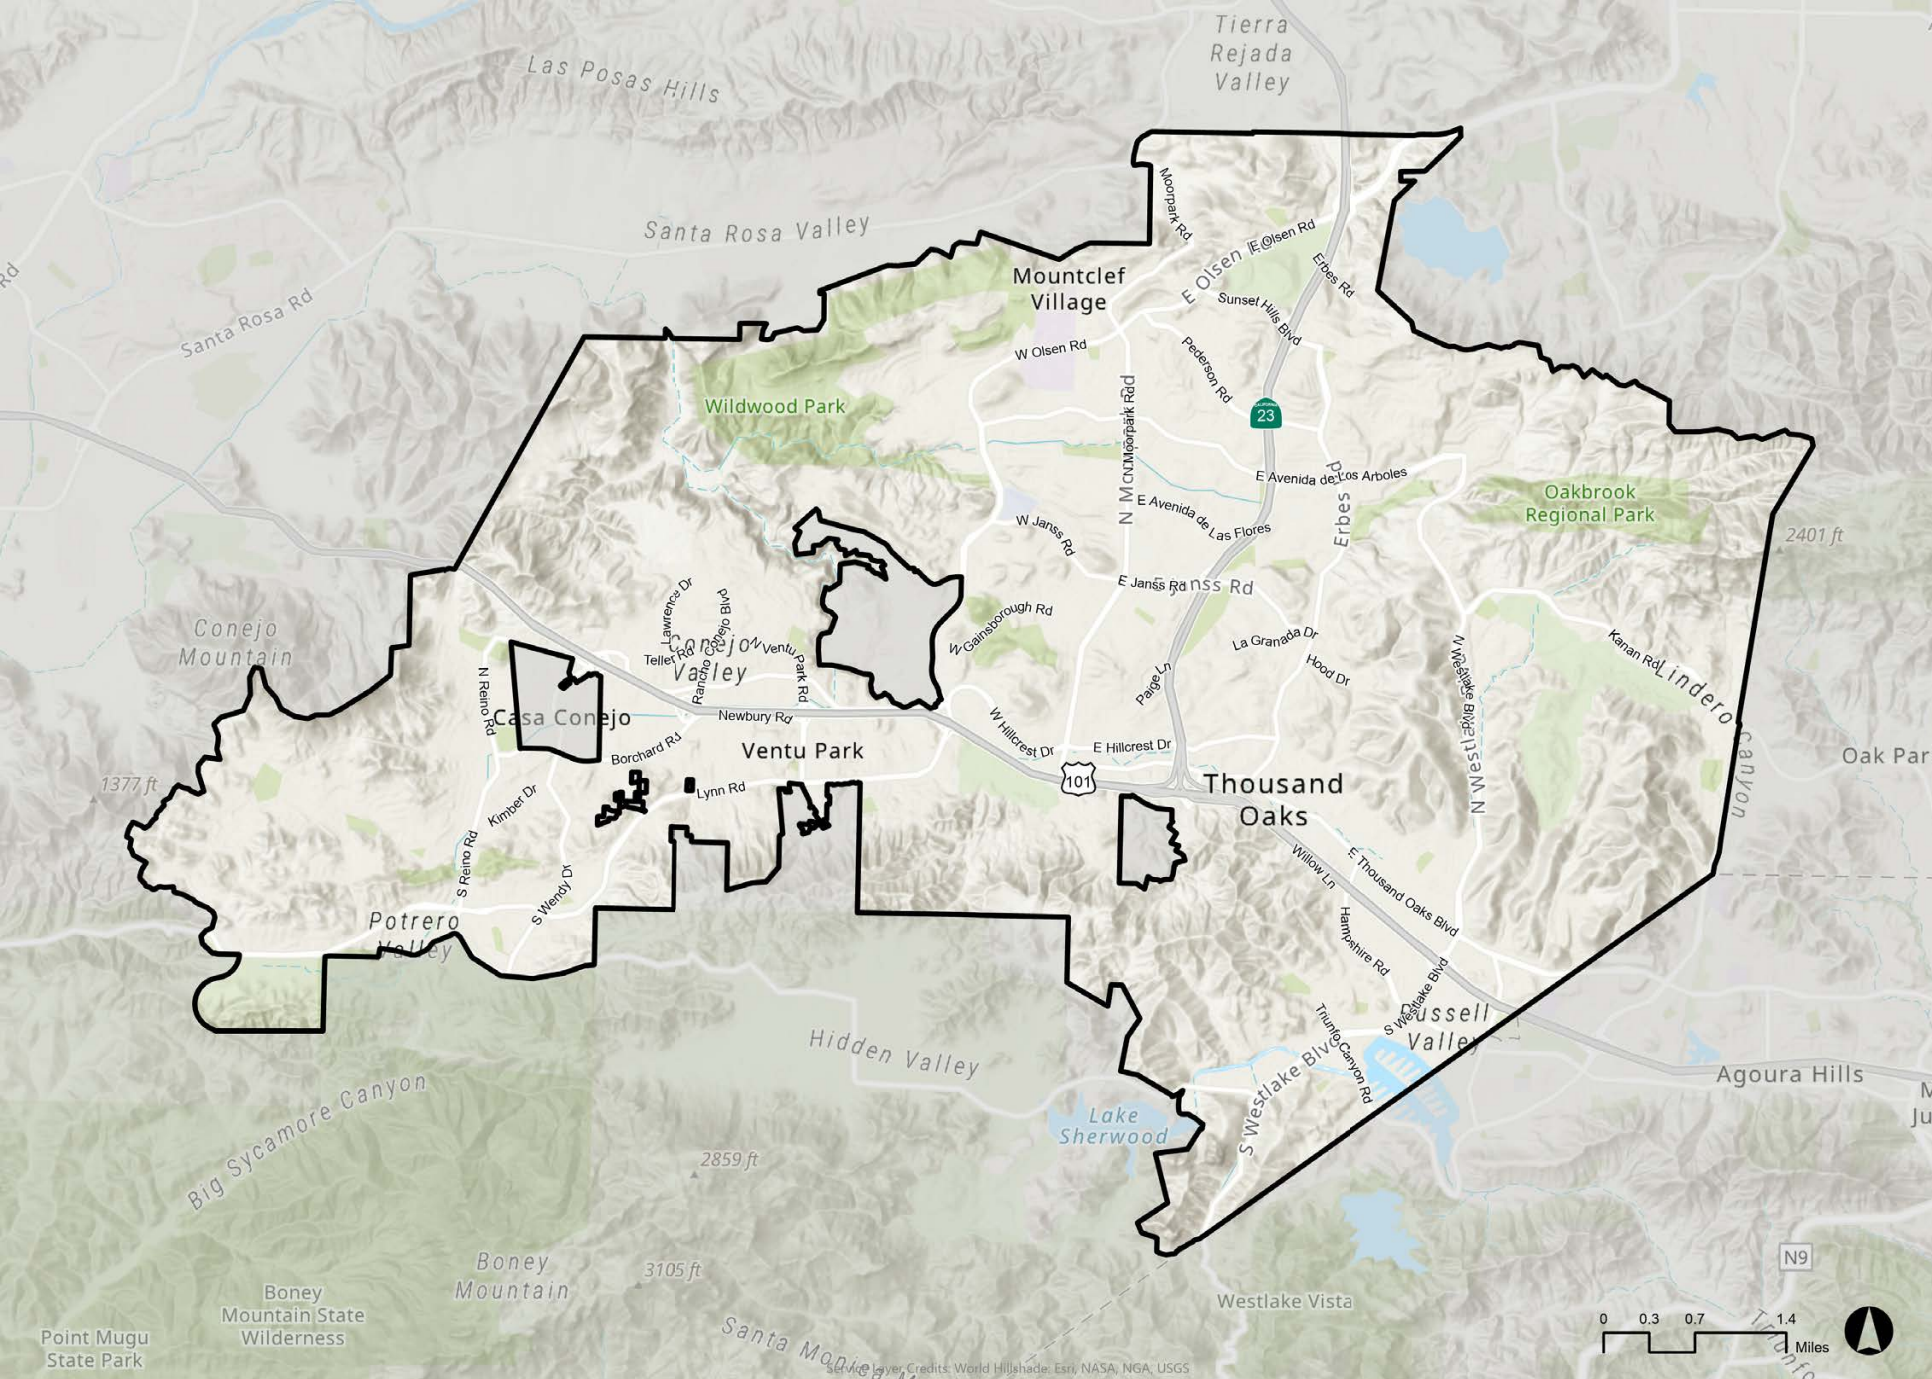 Tierra
Rejada
Valley
Las Posas Hills
Santa Rosa Valley
Rd
Santa Rosa Rd
Moorpark Rd
E Olsen Rd
E Olsen
Erbes Rd
Mountclef
Village
Sunset Hills Blvd
W Olsen Rd
Pederson Rd
Wildwood Park
23
N Moorpark Rd
E Avenida de Los Arboles
Erbes
Oakbrook
Regional Park
E Avenida de Las Flores
W Janss Rd
2401 ft
E Janss Rd
E Janss Rd
Lawrence Dr
Rancho Conejo Blvd
W Gainsborough Rd
Conejo
Mountain
Conejo
Valley
Teller Rd
N Ventu Park Rd
La Granada Dr
Hood Dr
Paige Ln
N Westlake Blvd
N Westlake
Kanan Rd
Lindero Canyon
N Reino Rd
Casa Conejo
Newbury Rd
Borchard Rd
Ventu Park
W Hillcrest Dr
E Hillcrest Dr
Oak Par
1377 ft
101
Thousand
Oaks
Lynn Rd
Kimber Dr
S Reino Rd
S Wendy Dr
Willow Ln
E Thousand Oaks Blvd
Potrero
Valley
Hampshire Rd
S Westlake Blvd
Russell
Valley
Triunfo Canyon Rd
S Westlake Blvd
Hidden Valley
Agoura Hills
M
Ju
Big Sycamore Canyon
Lake
Sherwood
2859 ft
Boney
Mountain
3105 ft
N9
Boney
Mountain State
Wilderness
Westlake Vista
Point Mugu
State Park
Santa Monica M
Triunfo
0 0.3 0.7 1.4
Miles
Service Layer Credits: World Hillshade: Esri, NASA, NGA, USGS